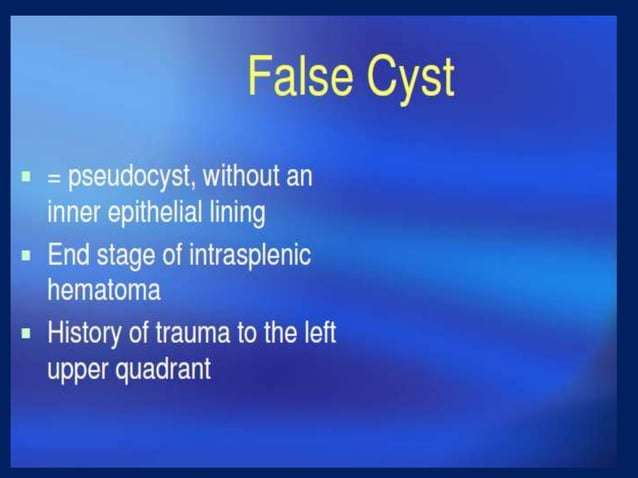 False Cyst
= pseudocyst, without an
inner epithelial lining
End stage of intrasplenic
hematoma
History of trauma to the left
upper quadrant